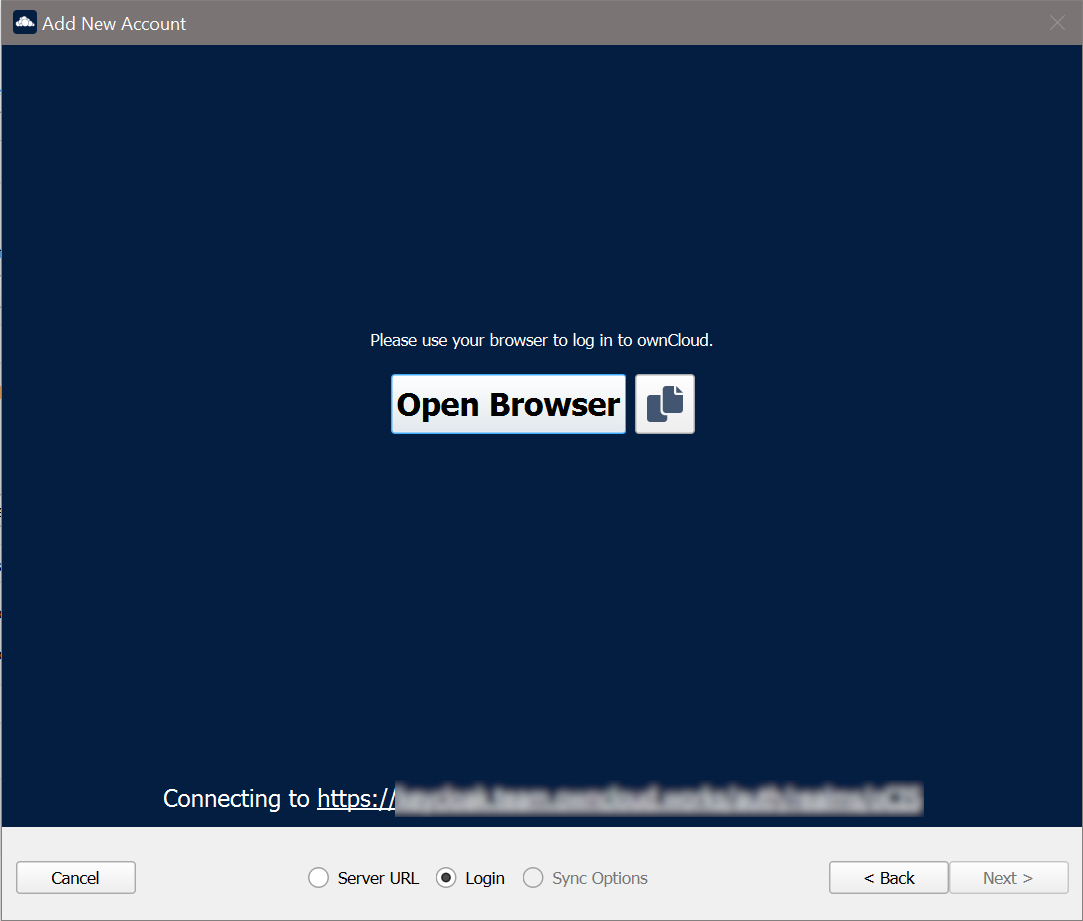 Add New Account
Please use your browser to log in to ownCloud.
Open Browser
Connecting to https://
Cancel
Server URL
Login
Sync Options
< Back
Next >